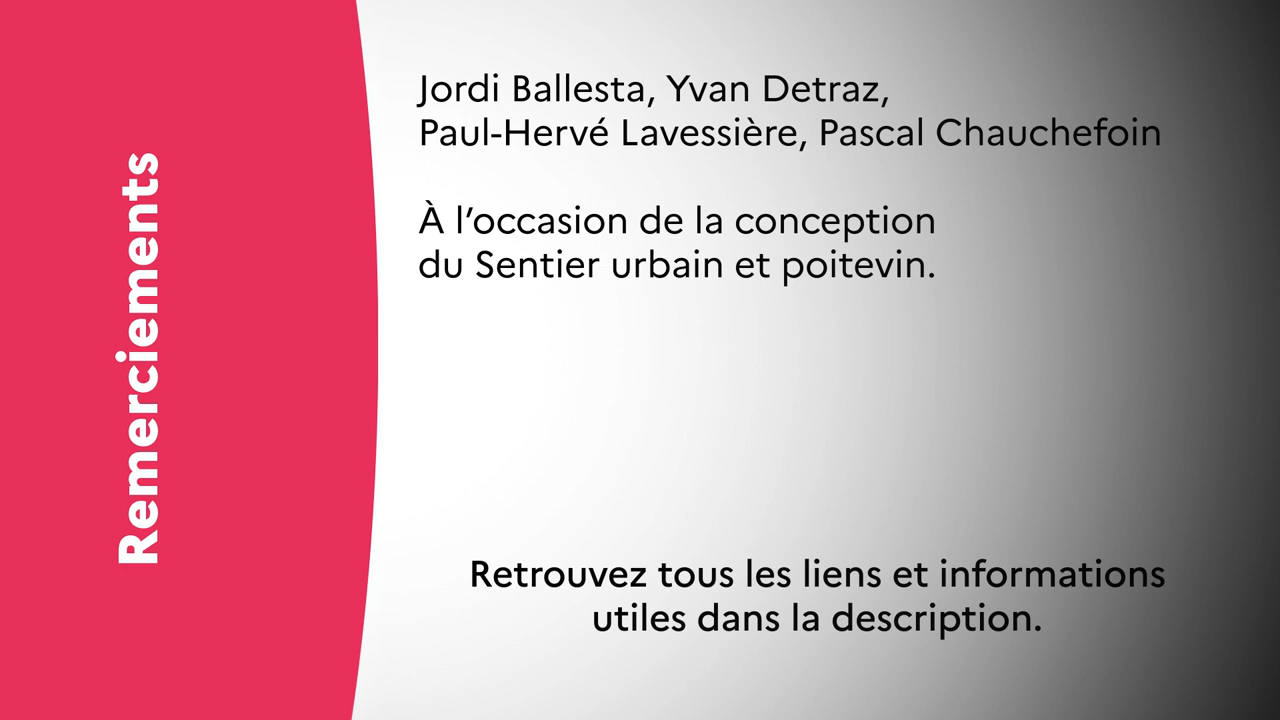 Remerciements
Jordi Ballesta, Yvan Detraz,
Paul-Hervé Lavessière, Pascal Chauchefoin
À l’occasion de la conception
du Sentier urbain et poitevin.
Retrouvez tous les liens et informations
utiles dans la description.